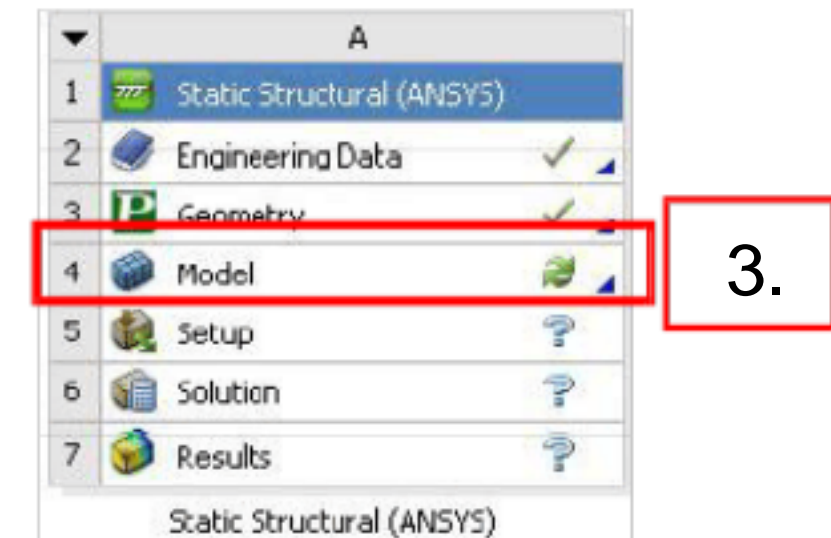 A
1 Static Structural (ANSYS)
2 Engineering Data
3 P Geometry
4 Model
3.
5 Setup ?
6 Solution ?
7 Results ?
Static Structural (ANSYS)